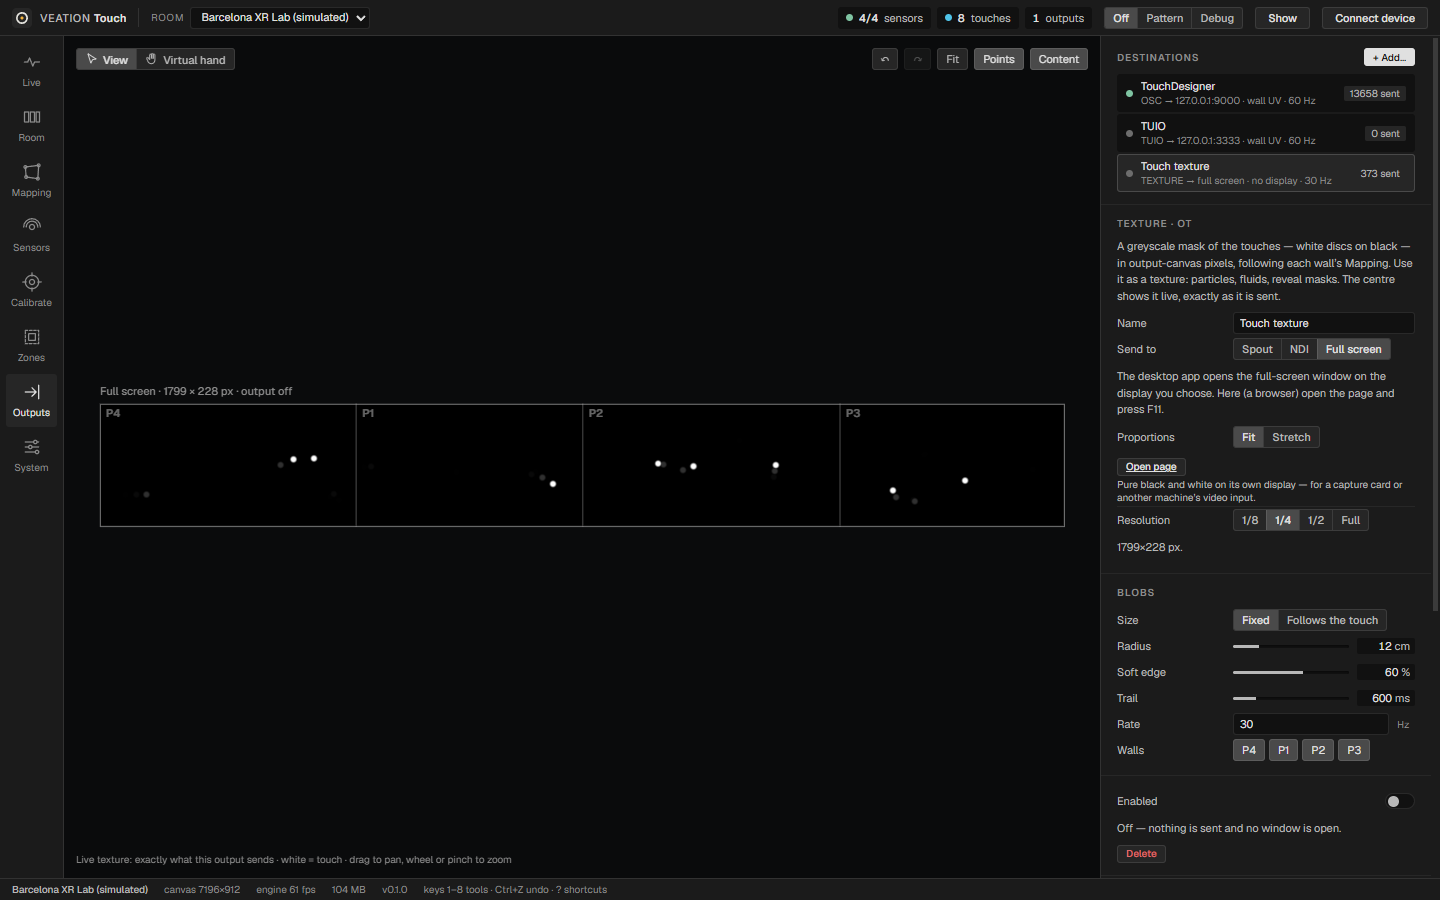 VEATION Touch
ROOM
Barcelona XR Lab (simulated)
4/4 sensors
8 touches
1 outputs
Off
Pattern
Debug
Show
Connect device
Live
Room
Mapping
Sensors
Calibrate
Zones
Outputs
System
View
Virtual hand
Fit
Points
Content
Full screen · 1799 × 228 px · output off
P4
P1
P2
P3
Live texture: exactly what this output sends · white = touch · drag to pan, wheel or pinch to zoom
DESTINATIONS
+ Add...
TouchDesigner
OSC → 127.0.0.1:9000 · wall UV · 60 Hz
13658 sent
TUIO
TUIO → 127.0.0.1:3333 · wall UV · 60 Hz
0 sent
Touch texture
TEXTURE → full screen · no display · 30 Hz
373 sent
TEXTURE · OT
A greyscale mask of the touches — white discs on black —
in output-canvas pixels, following each wall's Mapping. Use
it as a texture: particles, fluids, reveal masks. The centre
shows it live, exactly as it is sent.
Name
Touch texture
Send to
Spout
NDI
Full screen
The desktop app opens the full-screen window on the
display you choose. Here (a browser) open the page and
press F11.
Proportions
Fit
Stretch
Open page
Pure black and white on its own display — for a capture card or
another machine's video input.
Resolution
1/8
1/4
1/2
Full
1799×228 px.
BLOBS
Size
Fixed
Follows the touch
Radius
12 cm
Soft edge
60 %
Trail
600 ms
Rate
30
Hz
Walls
P4
P1
P2
P3
Enabled
Off — nothing is sent and no window is open.
Delete
Barcelona XR Lab (simulated)
canvas 7196×912
engine 61 fps
104 MB
v0.1.0
keys 1–8 tools · Ctrl+Z undo · ? shortcuts